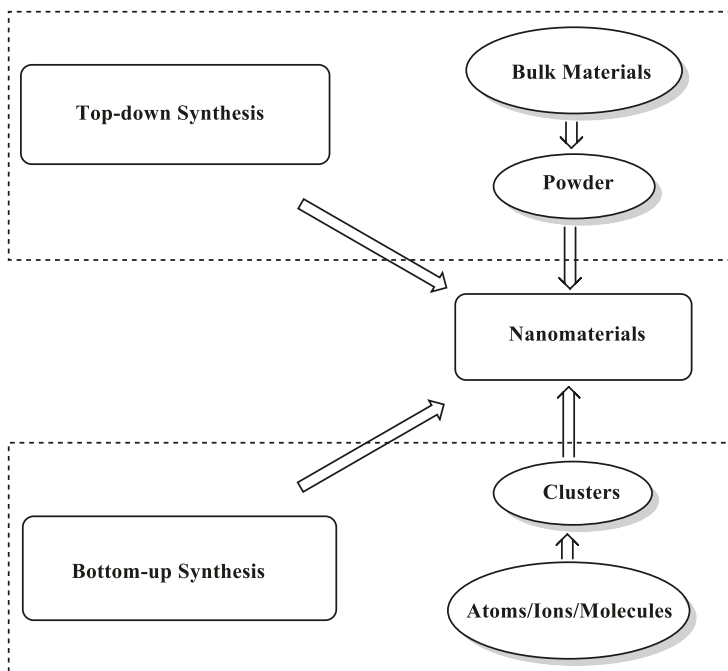 Bulk Materials
Top-down Synthesis
Powder
Nanomaterials
Clusters
Bottom-up Synthesis
Atoms/Ions/Molecules